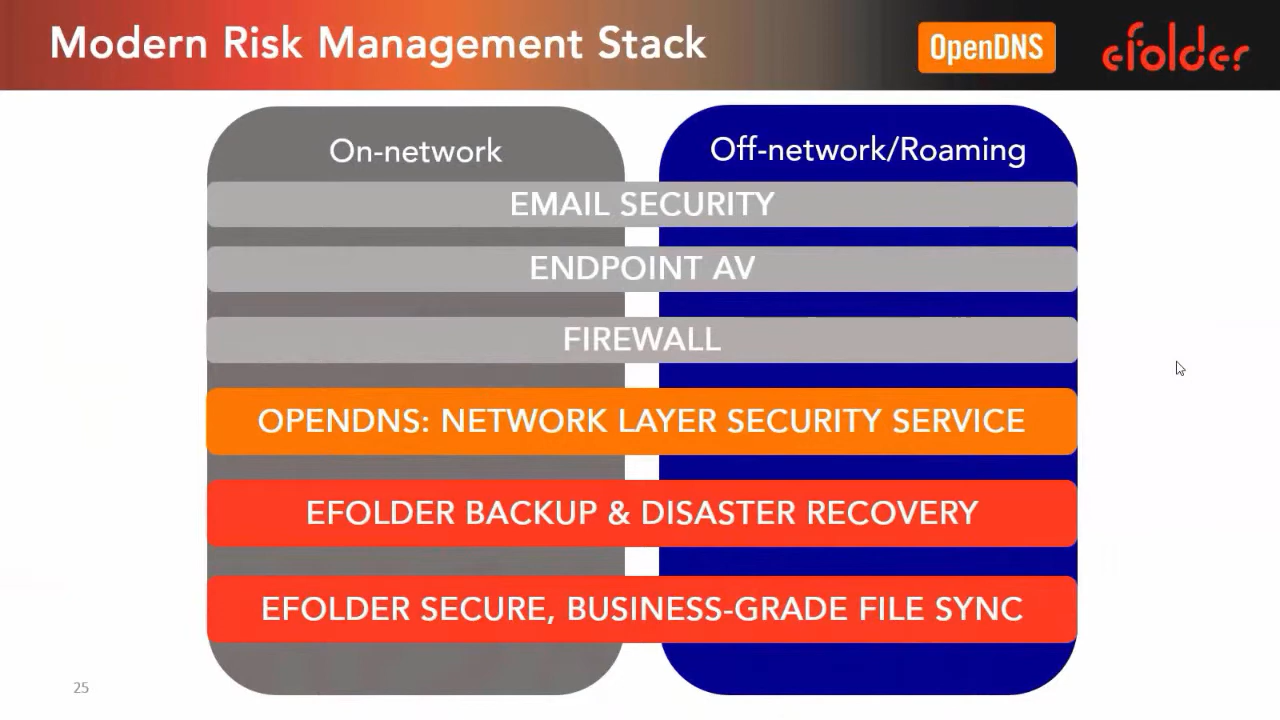 Modern Risk Management Stack
OpenDNS
efolder
On-network
Off-network/Roaming
EMAIL SECURITY
ENDPOINT AV
FIREWALL
OPENDNS: NETWORK LAYER SECURITY SERVICE
EFOLDER BACKUP & DISASTER RECOVERY
EFOLDER SECURE, BUSINESS-GRADE FILE SYNC
25